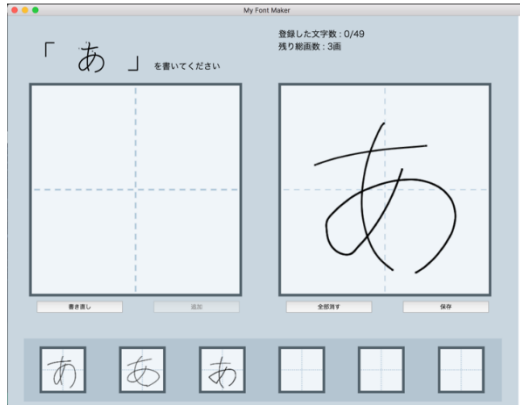 My Font Maker
登録した文字数 : 0/49
残り総画数 : 3画
「 あ 」 を書いてください
あ
書き直し
追加
全部消す
保存
あ
あ
あ